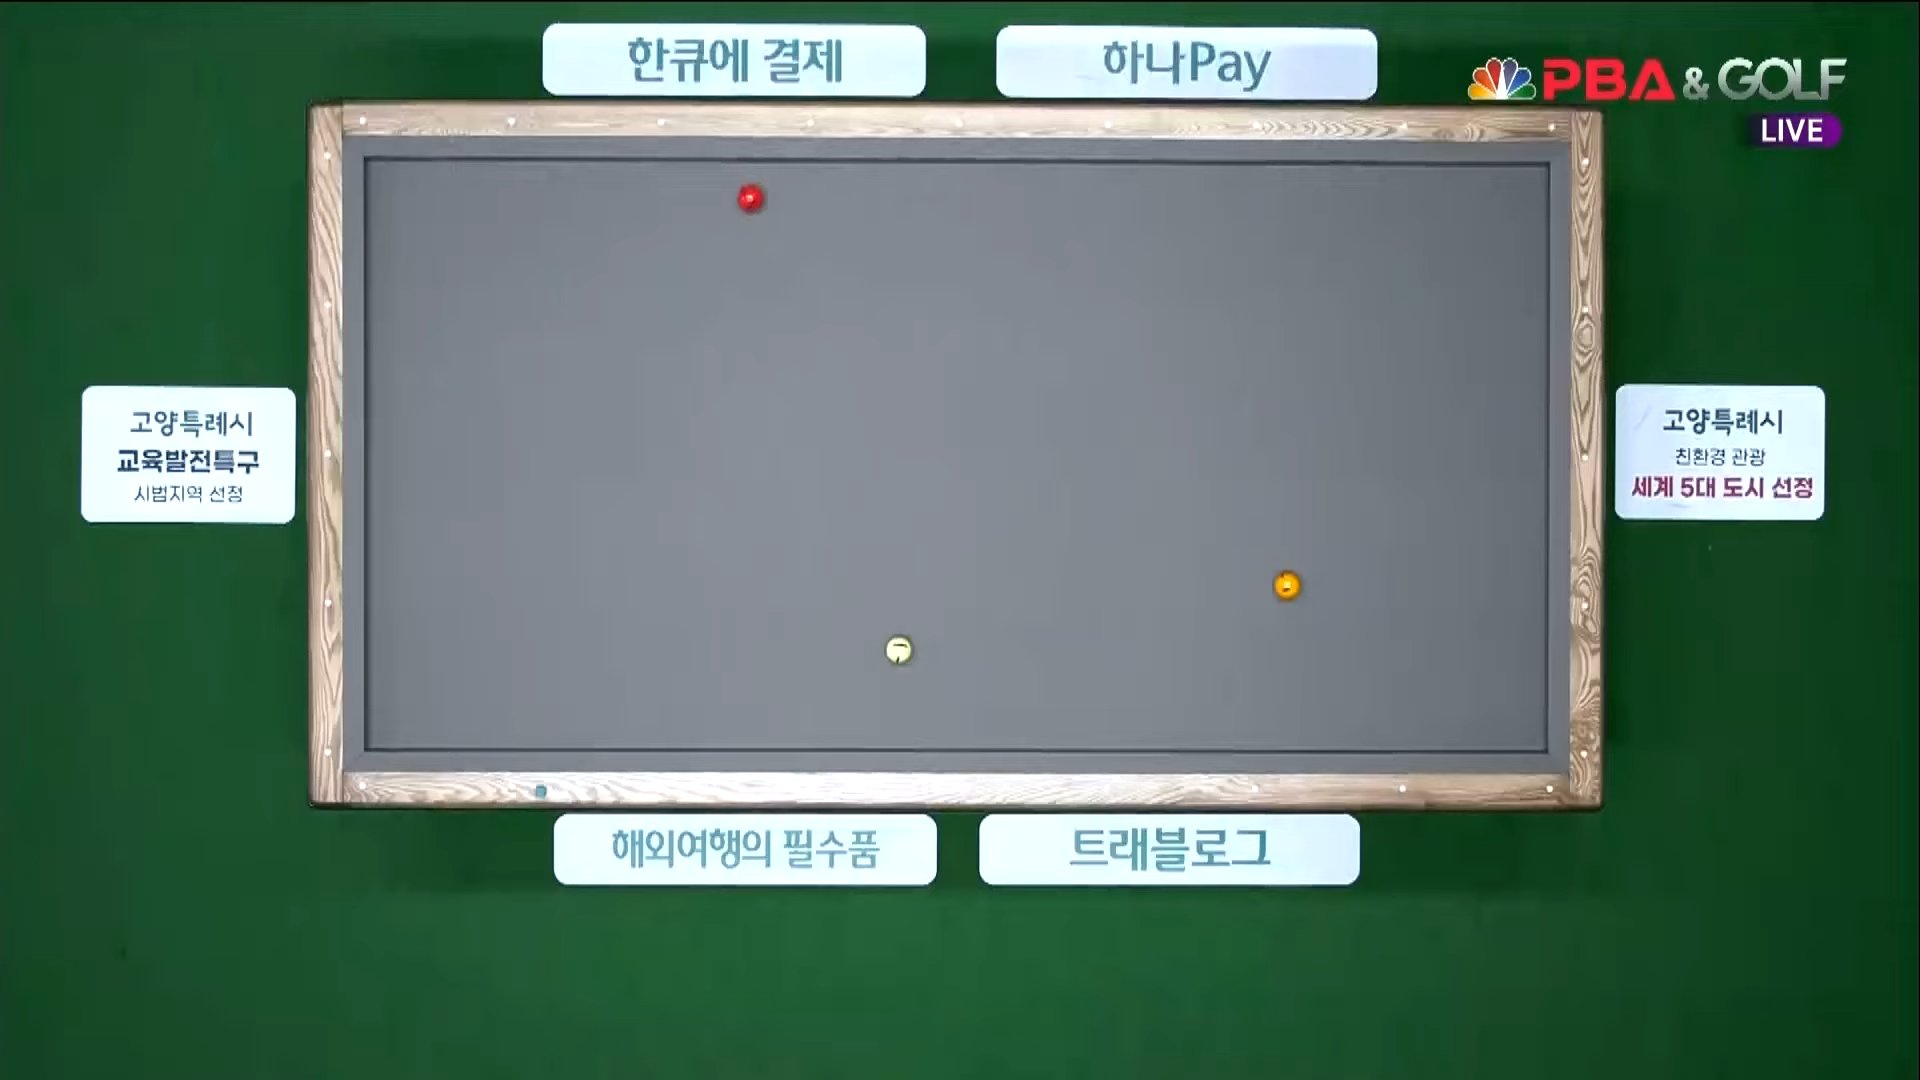 한큐에 결제
하나Pay
PBA & GOLF
LIVE
고양특례시
교육발전특구
시범지역 선정
고양특례시
친환경 관광
세계 5대 도시 선정
해외여행의 필수품
트래블로그